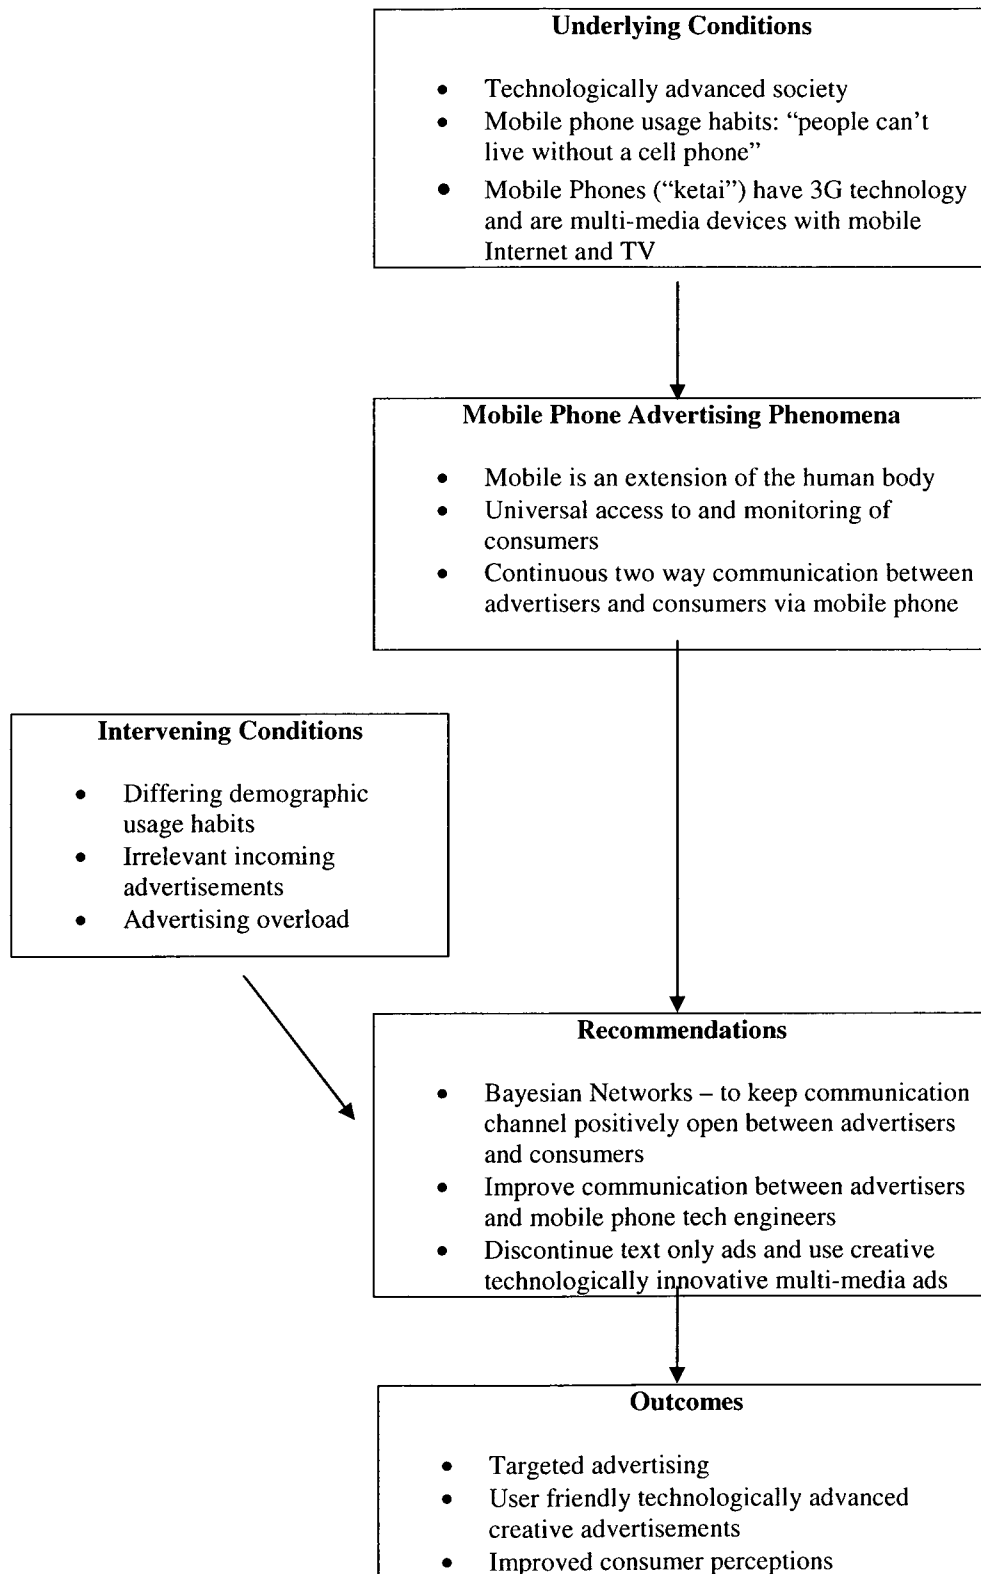 Underlying Conditions
• Technologically advanced society
• Mobile phone usage habits: “people can’t
live without a cell phone”
• Mobile Phones (“ketai”) have 3G technology
and are multi-media devices with mobile
Internet and TV
Mobile Phone Advertising Phenomena
• Mobile is an extension of the human body
• Universal access to and monitoring of
consumers
• Continuous two way communication between
advertisers and consumers via mobile phone
Intervening Conditions
• Differing demographic
usage habits
• Irrelevant incoming
advertisements
• Advertising overload
Recommendations
• Bayesian Networks – to keep communication
channel positively open between advertisers
and consumers
• Improve communication between advertisers
and mobile phone tech engineers
• Discontinue text only ads and use creative
technologically innovative multi-media ads
Outcomes
• Targeted advertising
• User friendly technologically advanced
creative advertisements
• Improved consumer perceptions